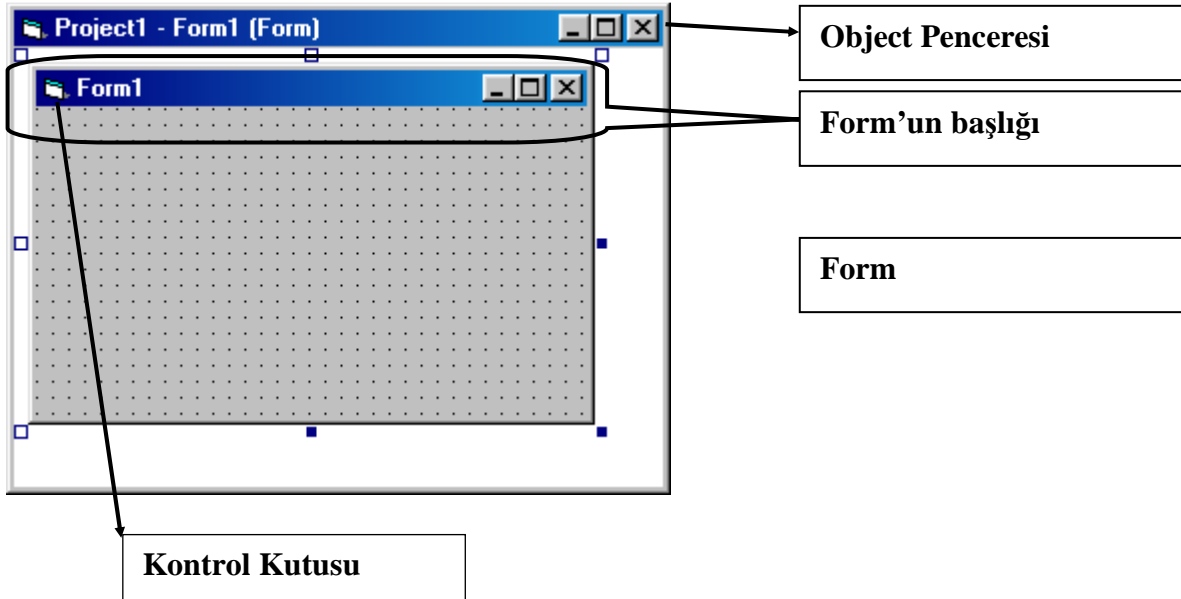 Project1 - Form1 (Form)
Object Penceresi
Form1
Form’un başlığı
Form
Kontrol Kutusu